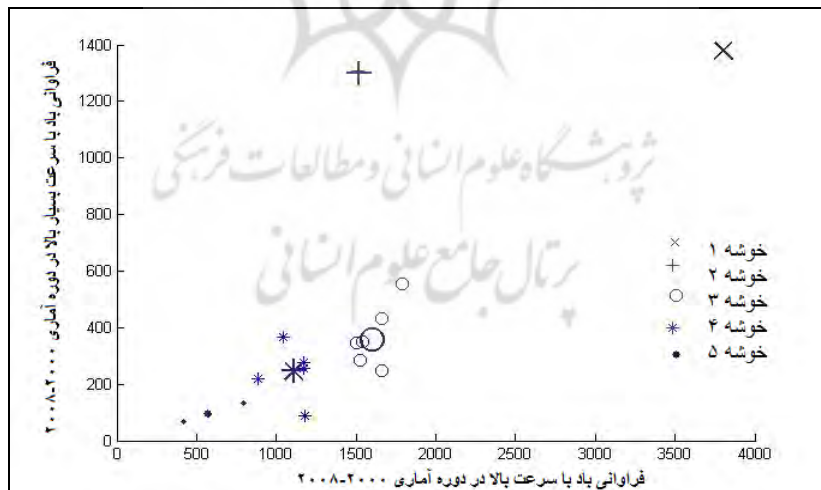 فراوانی باد با سرعت بسیار بالا در دوره آماری ۲۰۰۰-۲۰۰۸
1400
1200
1000
800
600
400
200
0
پژوهشگاه علوم انسانی و مطالعات فرهنگی
پرتال جامع علوم انسانی
خوشه ۱
خوشه ۲
خوشه ۳
خوشه ۴
خوشه ۵
0 500 1000 1500 2000 2500 3000 3500 4000
فراوانی باد با سرعت بالا در دوره آماری ۲۰۰۰-۲۰۰۸